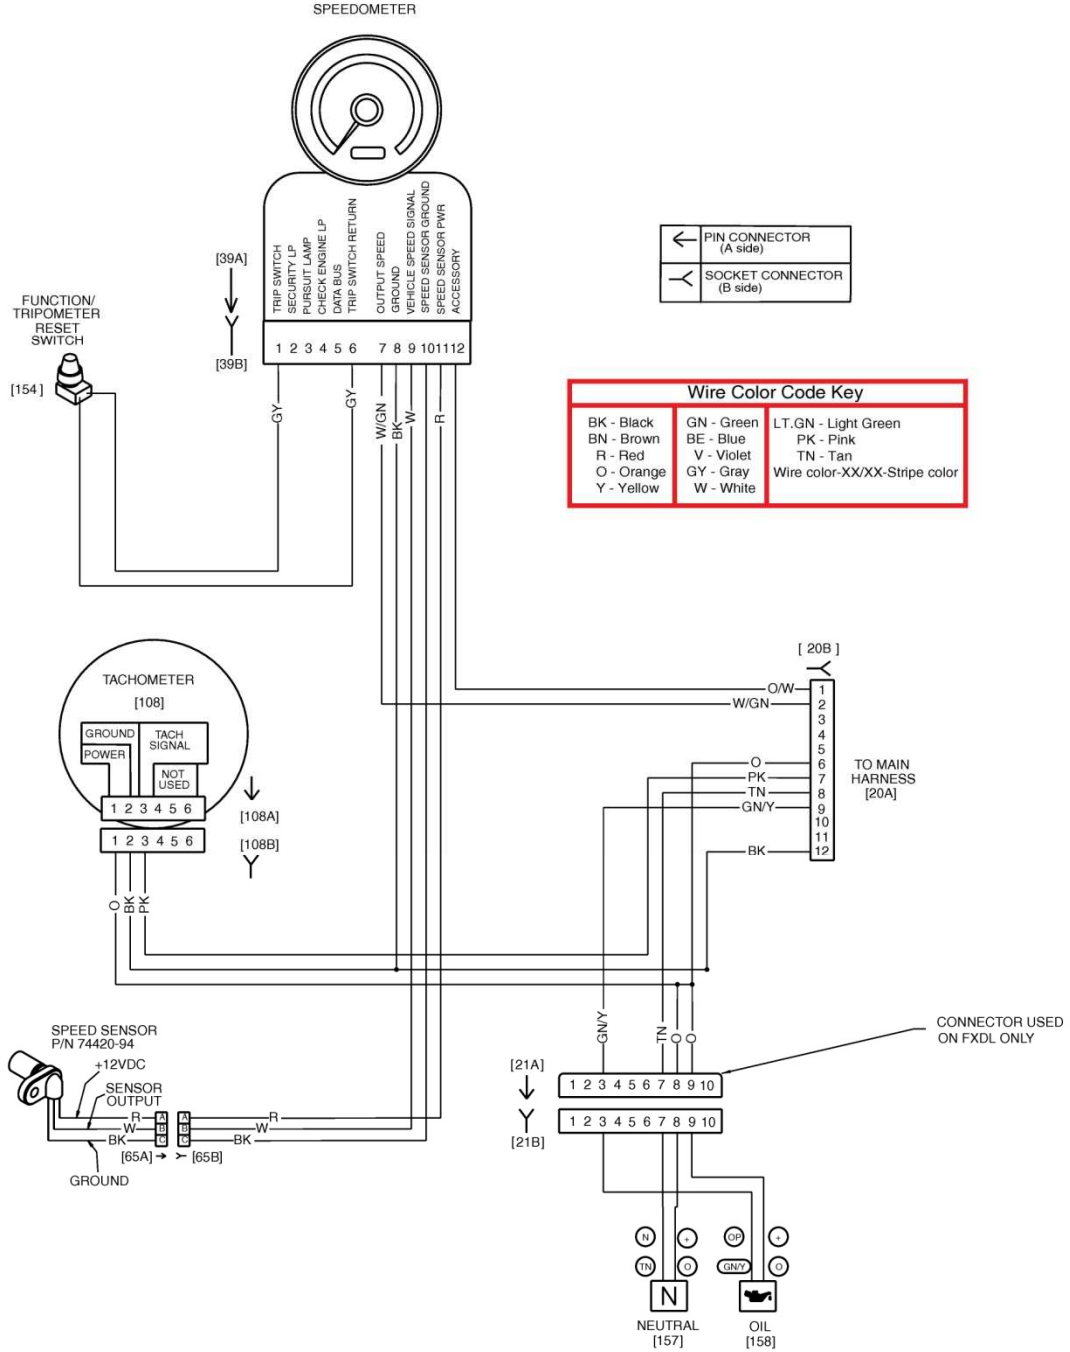 SPEEDOMETER
TRIP SWITCH
SECURITY LP
PURSUIT LAMP
CHECK ENGINE LP
DATA BUS
TRIP SWITCH RETURN
OUTPUT SPEED
GROUND
VEHICLE SPEED SIGNAL
SPEED SENSOR GROUND
SPEED SENSOR PWR
ACCESSORY
[39A]
[39B]
1 2 3 4 5 6 7 8 9 10 11 12
GY
GY
W/GN
BK
W
R
FUNCTION/
TRIPOMETER
RESET
SWITCH
[154]
PIN CONNECTOR
(A side)
SOCKET CONNECTOR
(B side)
Wire Color Code Key
BK - Black
BN - Brown
R - Red
O - Orange
Y - Yellow
GN - Green
BE - Blue
V - Violet
GY - Gray
W - White
LT.GN - Light Green
PK - Pink
TN - Tan
Wire color-XX/XX-Stripe color
TACHOMETER
[108]
GROUND
POWER
TACH
SIGNAL
NOT
USED
1 2 3 4 5 6
[108A]
1 2 3 4 5 6
[108B]
O
BK
PK
[ 20B ]
O/W
W/GN
O
PK
TN
GN/Y
BK
1
2
3
4
5
6
7
8
9
10
11
12
TO MAIN
HARNESS
[20A]
SPEED SENSOR
P/N 74420-94
+12VDC
SENSOR
OUTPUT
R
W
BK
A
B
C
A
B
C
R
W
BK
[65A]
[65B]
GROUND
GN/Y
TN
O
O
CONNECTOR USED
ON FXDL ONLY
[21A]
1 2 3 4 5 6 7 8 9 10
[21B]
1 2 3 4 5 6 7 8 9 10
N
+
OP
+
TN
O
GN/Y
O
N
NEUTRAL
[157]
OIL
[158]